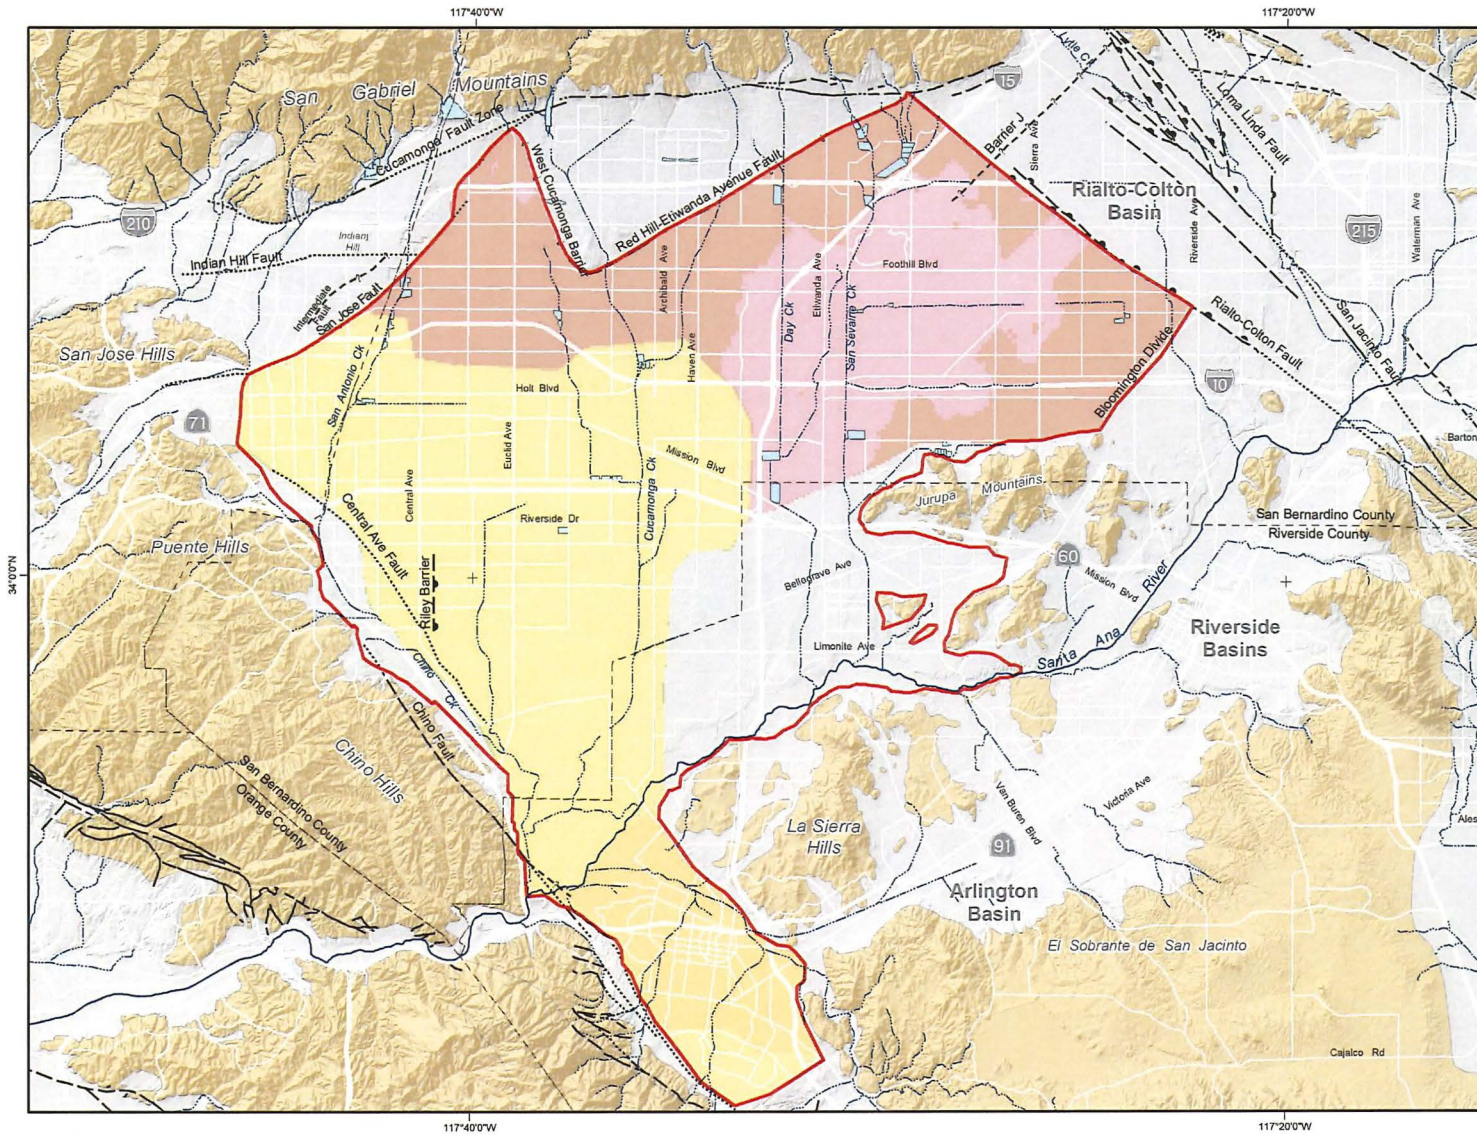 117°40'0"W
117°20'0"W
San Gabriel Mountains
Cucamonga Fault Zone
15
Lytle Ck
Loma Linda Fault
Barrier J
Sierra Ave
Rialto-Colton
Basin
Riverside Ave
215
Waterman Ave
210
Indian
Hill
Indian Hill Fault
West Cucamonga Barrier
Red Hill-Etiwanda Avenue Fault
Intermediate
Fault
San Jose Fault
Archibald Ave
Foothill Blvd
Etiwanda Ave
Day Ck
San Sevaine Ck
San Jose Hills
San Antonio Ck
Haven Ave
Holt Blvd
Rialto-Colton Fault
San Jacinto Fault
Bloomington Divide
10
71
Euclid Ave
Mission Blvd
Barton
Central Ave
Cucamonga Ck
Jurupa Mountains
Central Ave Fault
Riverside Dr
San Bernardino County
Riverside County
Puente Hills
34°0'0"N
Riley Barrier
Bellegrave Ave
60
Mission Blvd
Santa Ana River
Riverside
Basins
Limonite Ave
Chino Ck
Chino Fault
Chino Hills
San Bernardino County
Orange County
Van Buren Blvd
Victoria Ave
La Sierra
Hills
91
Ales
Arlington
Basin
El Sobrante de San Jacinto
Cajalco Rd
117°40'0"W
117°20'0"W